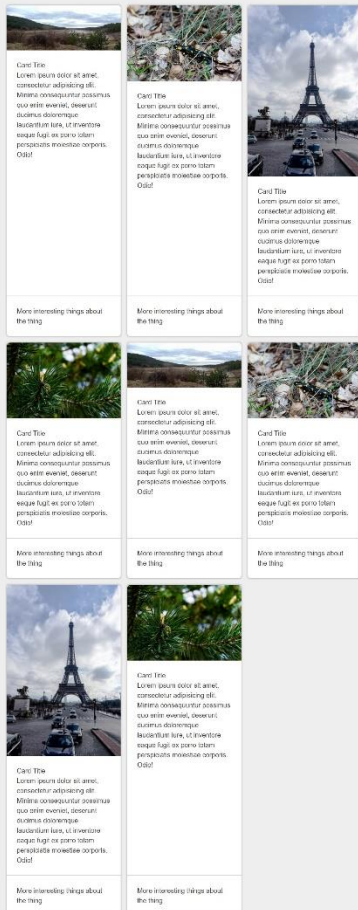 Card Title
Lorem ipsum dolor sit amet,
consectetur adipisicing elit.
Minima consequuntur possimus
quo enim eveniet, deserunt
ducimus doloremque
laudantium iure, ut inventore
eaque fugit ex porro totam
perspiciatis molestiae corporis.
Odio!
More interesting things about
the thing
Card Title
Lorem ipsum dolor sit amet,
consectetur adipisicing elit.
Minima consequuntur possimus
quo enim eveniet, deserunt
ducimus doloremque
laudantium iure, ut inventore
eaque fugit ex porro totam
perspiciatis molestiae corporis.
Odio!
More interesting things about
the thing
Card Title
Lorem ipsum dolor sit amet,
consectetur adipisicing elit.
Minima consequuntur possimus
quo enim eveniet, deserunt
ducimus doloremque
laudantium iure, ut inventore
eaque fugit ex porro totam
perspiciatis molestiae corporis.
Odio!
More interesting things about
the thing
Card Title
Lorem ipsum dolor sit amet,
consectetur adipisicing elit.
Minima consequuntur possimus
quo enim eveniet, deserunt
ducimus doloremque
laudantium iure, ut inventore
eaque fugit ex porro totam
perspiciatis molestiae corporis.
Odio!
More interesting things about
the thing
Card Title
Lorem ipsum dolor sit amet,
consectetur adipisicing elit.
Minima consequuntur possimus
quo enim eveniet, deserunt
ducimus doloremque
laudantium iure, ut inventore
eaque fugit ex porro totam
perspiciatis molestiae corporis.
Odio!
More interesting things about
the thing
Card Title
Lorem ipsum dolor sit amet,
consectetur adipisicing elit.
Minima consequuntur possimus
quo enim eveniet, deserunt
ducimus doloremque
laudantium iure, ut inventore
eaque fugit ex porro totam
perspiciatis molestiae corporis.
Odio!
More interesting things about
the thing
Card Title
Lorem ipsum dolor sit amet,
consectetur adipisicing elit.
Minima consequuntur possimus
quo enim eveniet, deserunt
ducimus doloremque
laudantium iure, ut inventore
eaque fugit ex porro totam
perspiciatis molestiae corporis.
Odio!
More interesting things about
the thing
Card Title
Lorem ipsum dolor sit amet,
consectetur adipisicing elit.
Minima consequuntur possimus
quo enim eveniet, deserunt
ducimus doloremque
laudantium iure, ut inventore
eaque fugit ex porro totam
perspiciatis molestiae corporis.
Odio!
More interesting things about
the thing